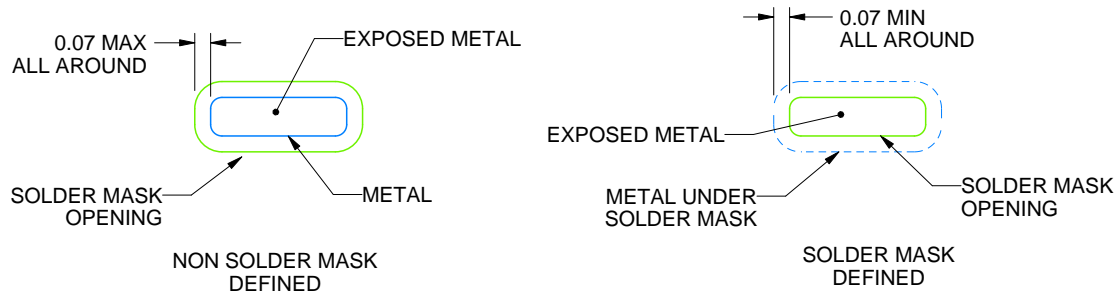 0.07 MAX
ALL AROUND
EXPOSED METAL
SOLDER MASK
OPENING
METAL
NON SOLDER MASK
DEFINED
0.07 MIN
ALL AROUND
EXPOSED METAL
METAL UNDER
SOLDER MASK
SOLDER MASK
OPENING
SOLDER MASK
DEFINED